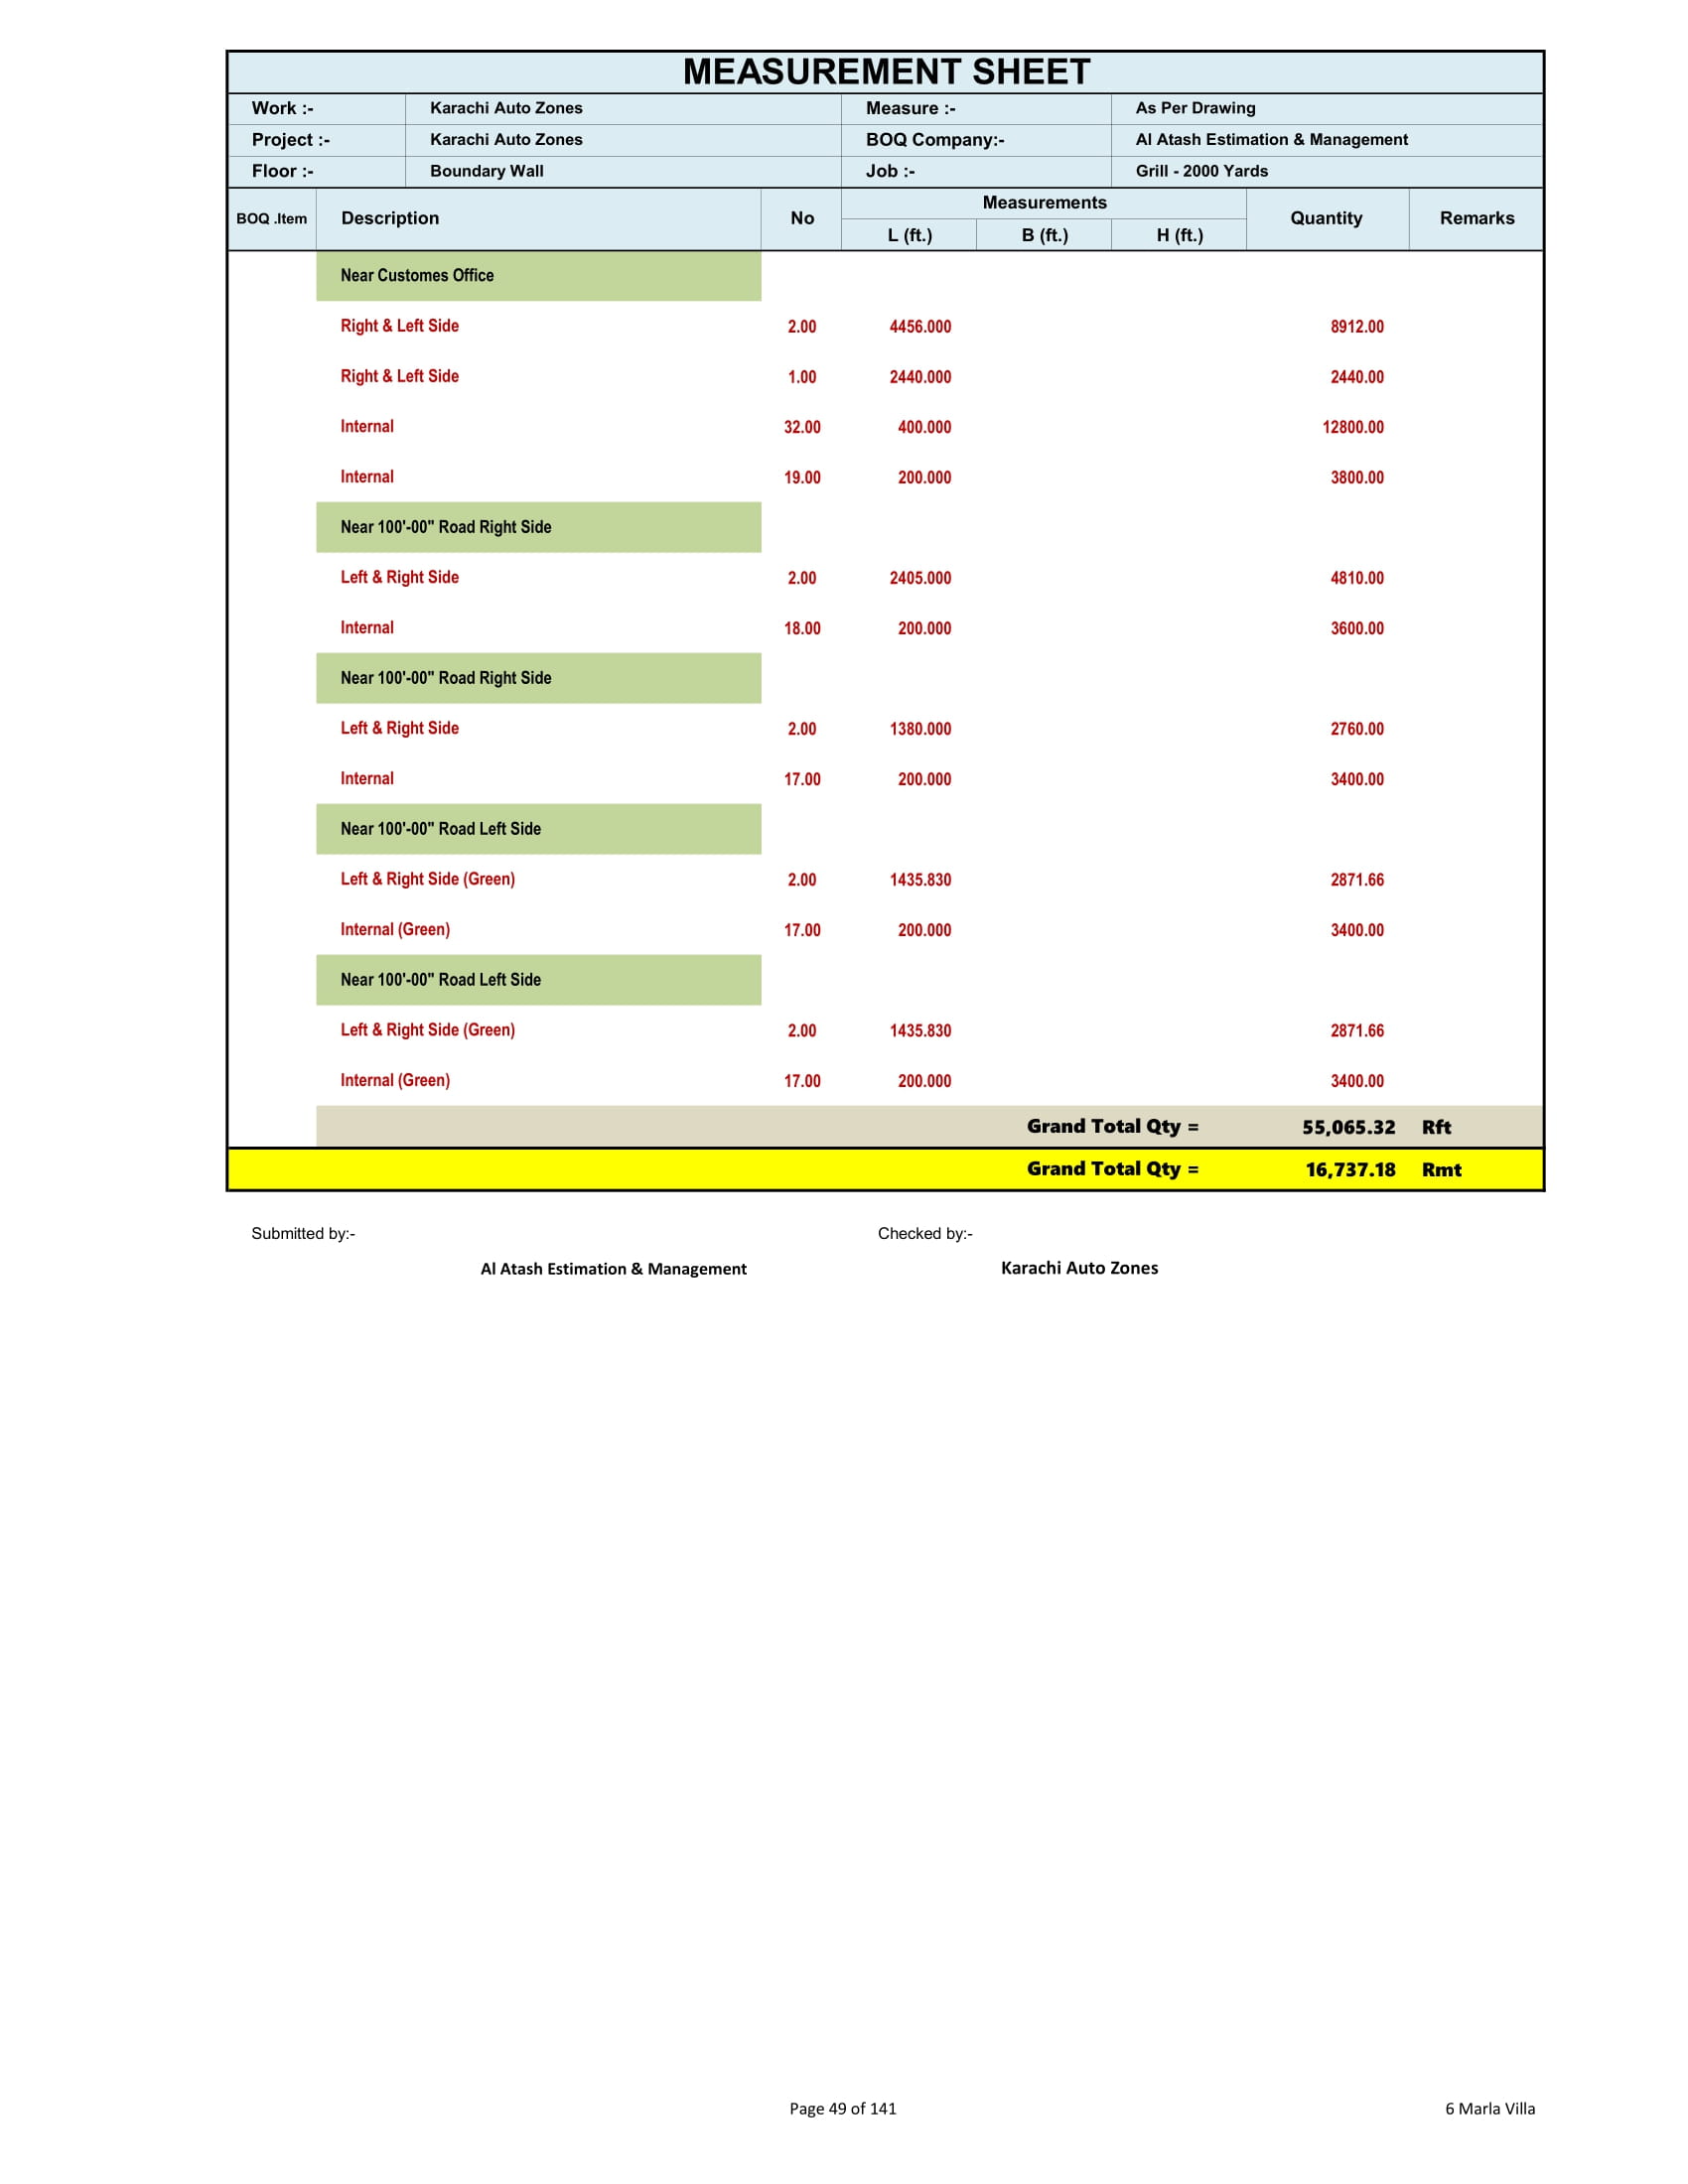 MEASUREMENT SHEET
Work :- Karachi Auto Zones Measure :- As Per Drawing
Project :- Karachi Auto Zones BOQ Company:- Al Atash Estimation & Management
Floor :- Boundary Wall Job :- Grill - 2000 Yards
BOQ .Item Description No Measurements Quantity Remarks
L (ft.) B (ft.) H (ft.)
Near Customes Office
Right & Left Side 2.00 4456.000 8912.00
Right & Left Side 1.00 2440.000 2440.00
Internal 32.00 400.000 12800.00
Internal 19.00 200.000 3800.00
Near 100'-00" Road Right Side
Left & Right Side 2.00 2405.000 4810.00
Internal 18.00 200.000 3600.00
Near 100'-00" Road Right Side
Left & Right Side 2.00 1380.000 2760.00
Internal 17.00 200.000 3400.00
Near 100'-00" Road Left Side
Left & Right Side (Green) 2.00 1435.830 2871.66
Internal (Green) 17.00 200.000 3400.00
Near 100'-00" Road Left Side
Left & Right Side (Green) 2.00 1435.830 2871.66
Internal (Green) 17.00 200.000 3400.00
Grand Total Qty = 55,065.32 Rft
Grand Total Qty = 16,737.18 Rmt
Submitted by:- Checked by:-
Al Atash Estimation & Management Karachi Auto Zones
Page 49 of 141 6 Marla Villa